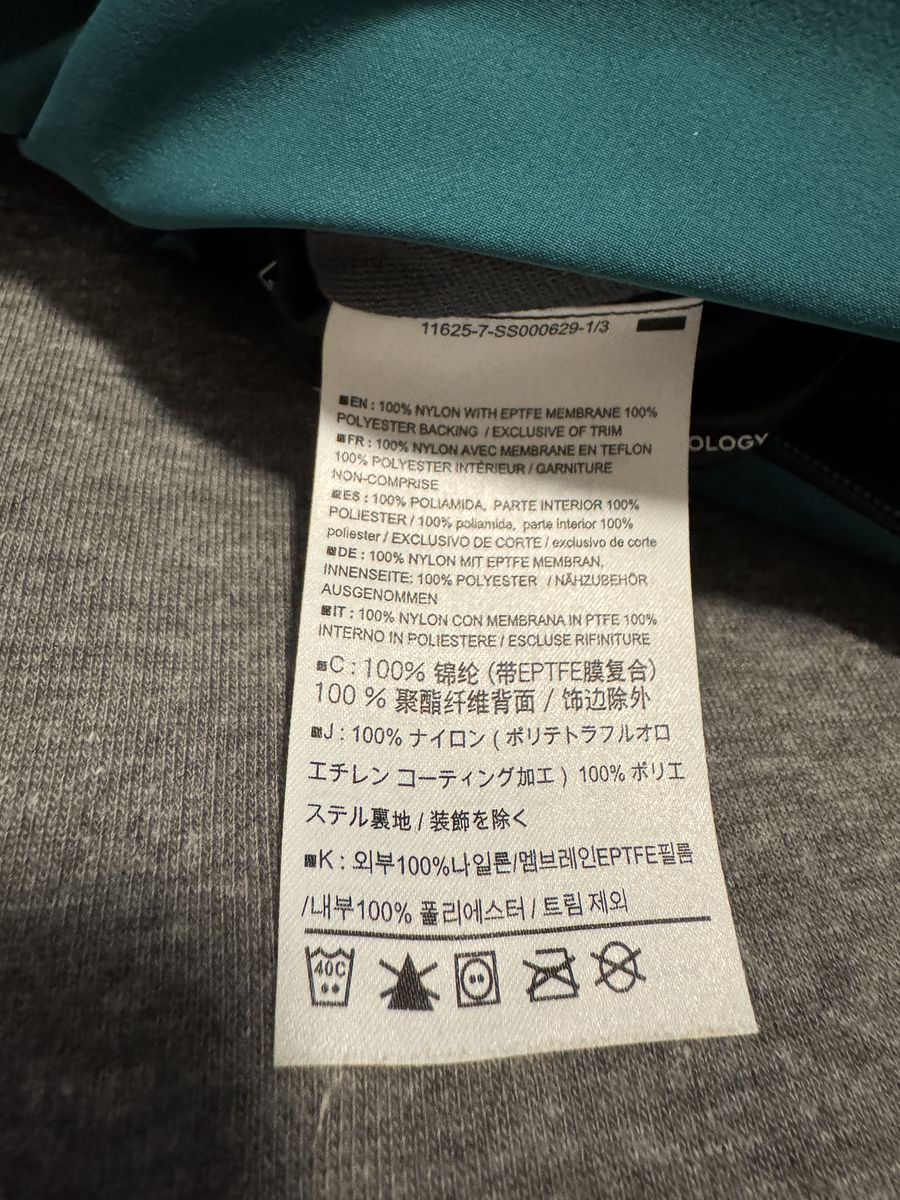 11625-7-SS000629-1/3
EN : 100% NYLON WITH EPTFE MEMBRANE 100%
POLYESTER BACKING / EXCLUSIVE OF TRIM
FR : 100% NYLON AVEC MEMBRANE EN TEFLON
100% POLYESTER INTÉRIEUR / GARNITURE
NON-COMPRISE
ES : 100% POLIAMIDA, PARTE INTERIOR 100%
POLIESTER / 100% poliamida, parte interior 100%
poliester / EXCLUSIVO DE CORTE / exclusivo de corte
DE : 100% NYLON MIT EPTFE MEMBRAN,
INNENSEITE: 100% POLYESTER / NÄHZUBEHÖR
AUSGENOMMEN
IT : 100% NYLON CON MEMBRANA IN PTFE 100%
INTERNO IN POLIESTERE / ESCLUSE RIFINITURE
C : 100% 锦纶 (带EPTFE膜复合)
100 % 聚酯纤维背面 / 饰边除外
J : 100% ナイロン ( ポリテトラフルオロ
エチレン コーティング加工 ) 100% ポリエ
ステル裏地 / 装飾を除く
K : 외부100%나일론/멤브레인EPTFE필름
/내부100% 폴리에스터 / 트림 제외
40C
OLOGY